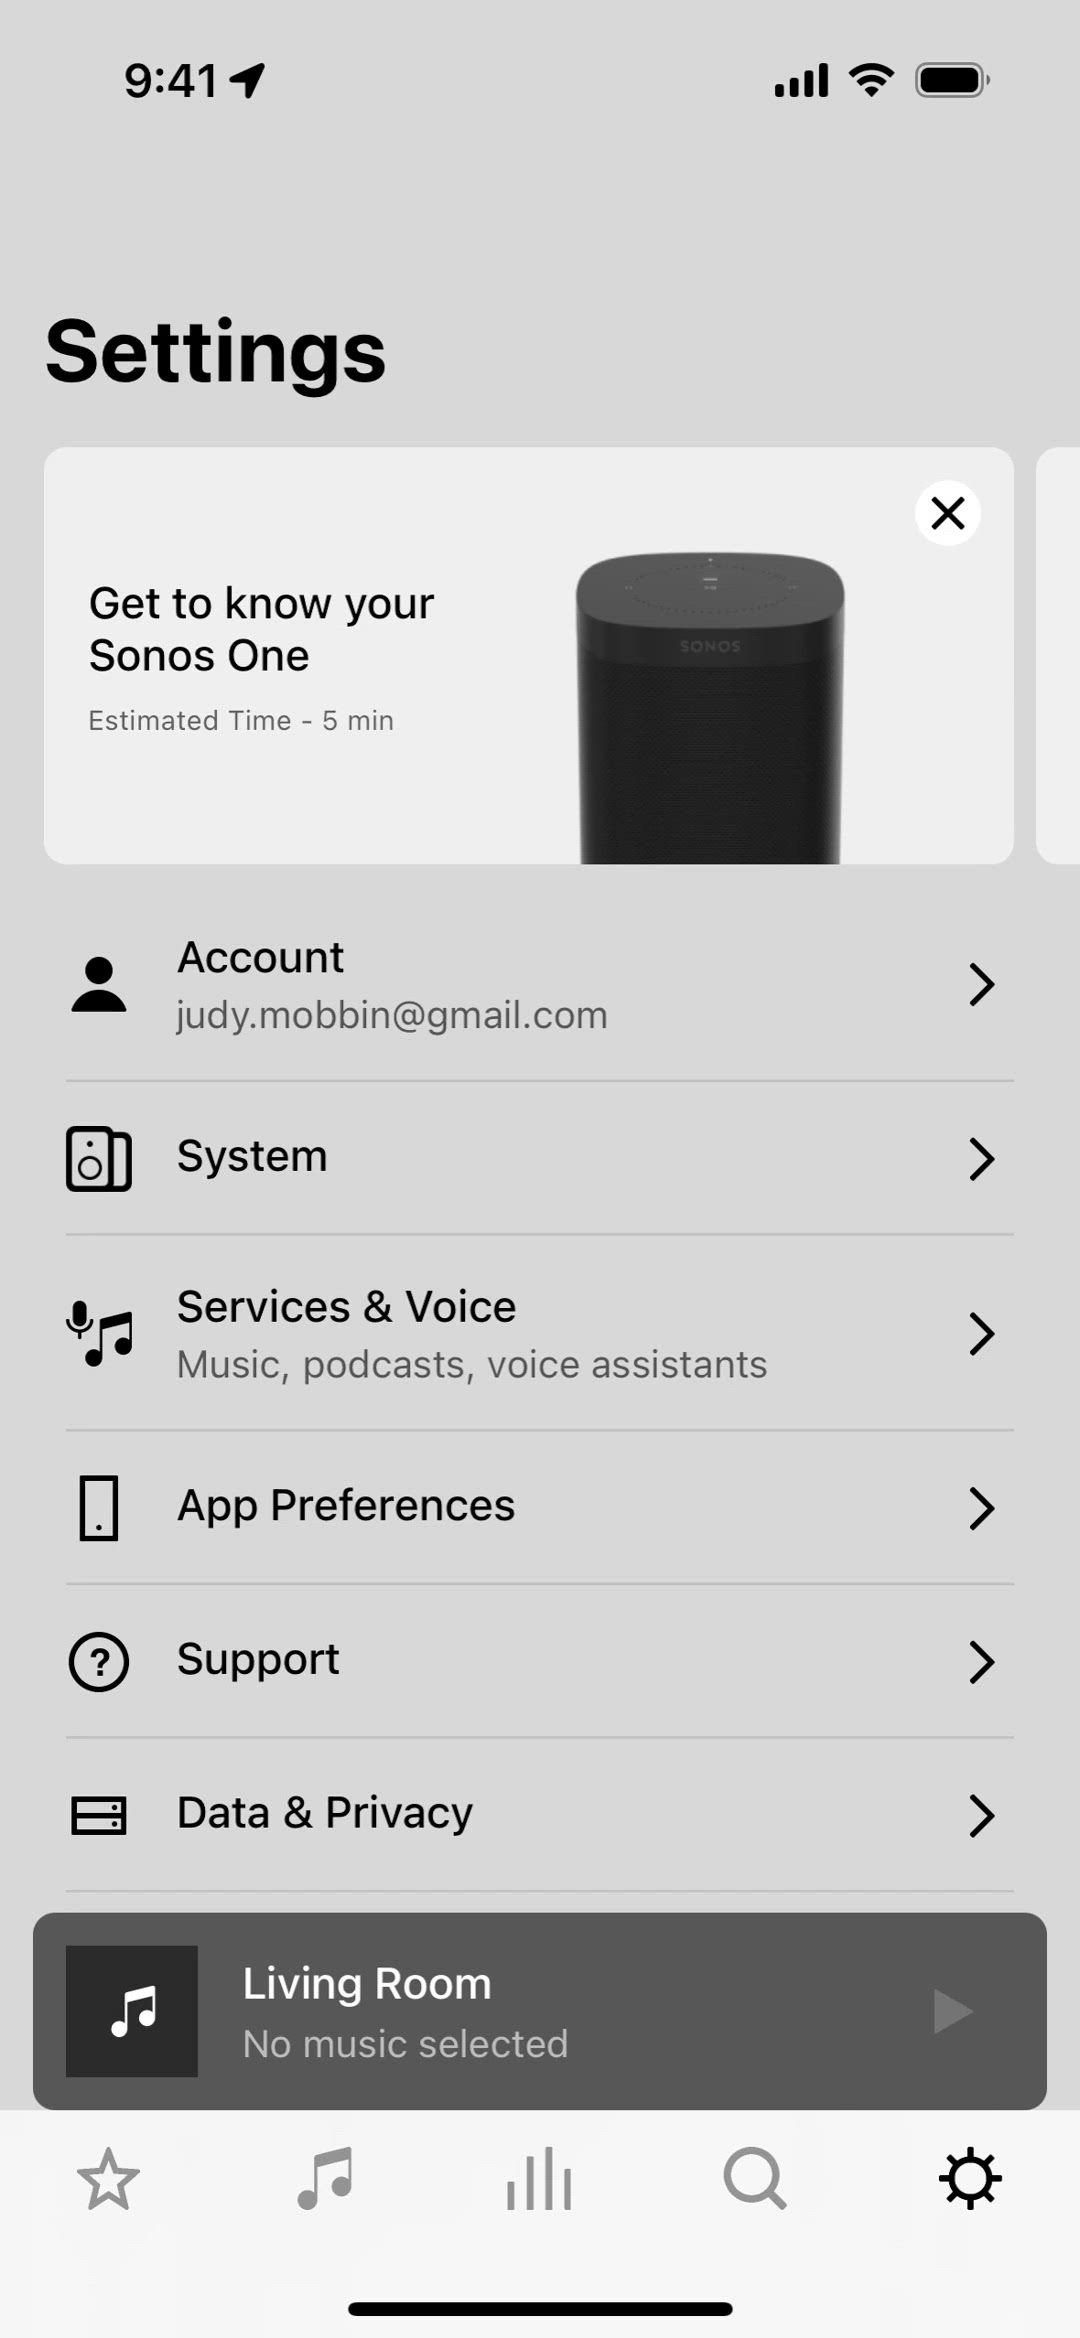 9:41
Settings
Get to know your
Sonos One
Estimated Time - 5 min
SONOS
Account
judy.mobbin@gmail.com
System
Services & Voice
Music, podcasts, voice assistants
App Preferences
?
Support
Data & Privacy
Living Room
No music selected